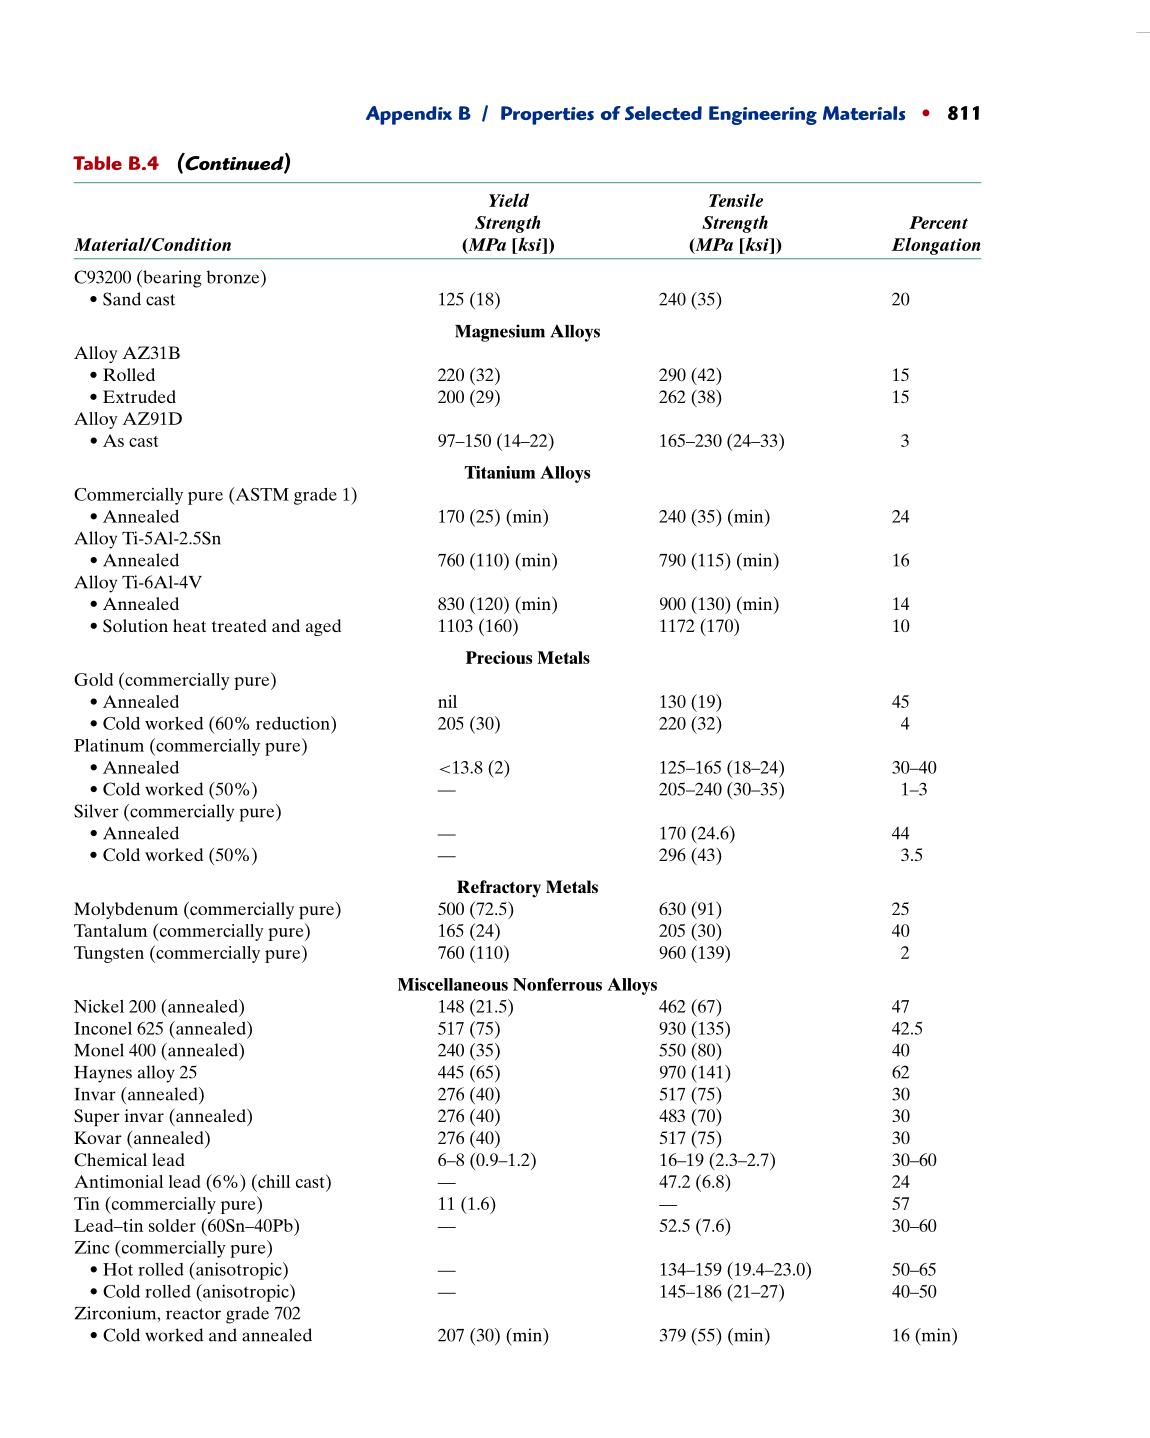 Appendix B / Properties of Selected Engineering Materials • 811
Table B.4 (Continued)
Yield Tensile
Strength Strength Percent
Material/Condition (MPa [ksi]) (MPa [ksi]) Elongation
C93200 (bearing bronze)
• Sand cast 125 (18) 240 (35) 20
Magnesium Alloys
Alloy AZ31B
• Rolled 220 (32) 290 (42) 15
• Extruded 200 (29) 262 (38) 15
Alloy AZ91D
• As cast 97–150 (14–22) 165–230 (24–33) 3
Titanium Alloys
Commercially pure (ASTM grade 1)
• Annealed 170 (25) (min) 240 (35) (min) 24
Alloy Ti-5Al-2.5Sn
• Annealed 760 (110) (min) 790 (115) (min) 16
Alloy Ti-6Al-4V
• Annealed 830 (120) (min) 900 (130) (min) 14
• Solution heat treated and aged 1103 (160) 1172 (170) 10
Precious Metals
Gold (commercially pure)
• Annealed nil 130 (19) 45
• Cold worked (60% reduction) 205 (30) 220 (32) 4
Platinum (commercially pure)
• Annealed <13.8 (2) 125–165 (18–24) 30–40
• Cold worked (50%) — 205–240 (30–35) 1–3
Silver (commercially pure)
• Annealed — 170 (24.6) 44
• Cold worked (50%) — 296 (43) 3.5
Refractory Metals
Molybdenum (commercially pure) 500 (72.5) 630 (91) 25
Tantalum (commercially pure) 165 (24) 205 (30) 40
Tungsten (commercially pure) 760 (110) 960 (139) 2
Miscellaneous Nonferrous Alloys
Nickel 200 (annealed) 148 (21.5) 462 (67) 47
Inconel 625 (annealed) 517 (75) 930 (135) 42.5
Monel 400 (annealed) 240 (35) 550 (80) 40
Haynes alloy 25 445 (65) 970 (141) 62
Invar (annealed) 276 (40) 517 (75) 30
Super invar (annealed) 276 (40) 483 (70) 30
Kovar (annealed) 276 (40) 517 (75) 30
Chemical lead 6–8 (0.9–1.2) 16–19 (2.3–2.7) 30–60
Antimonial lead (6%) (chill cast) — 47.2 (6.8) 24
Tin (commercially pure) 11 (1.6) — 57
Lead–tin solder (60Sn–40Pb) — 52.5 (7.6) 30–60
Zinc (commercially pure)
• Hot rolled (anisotropic) — 134–159 (19.4–23.0) 50–65
• Cold rolled (anisotropic) — 145–186 (21–27) 40–50
Zirconium, reactor grade 702
• Cold worked and annealed 207 (30) (min) 379 (55) (min) 16 (min)